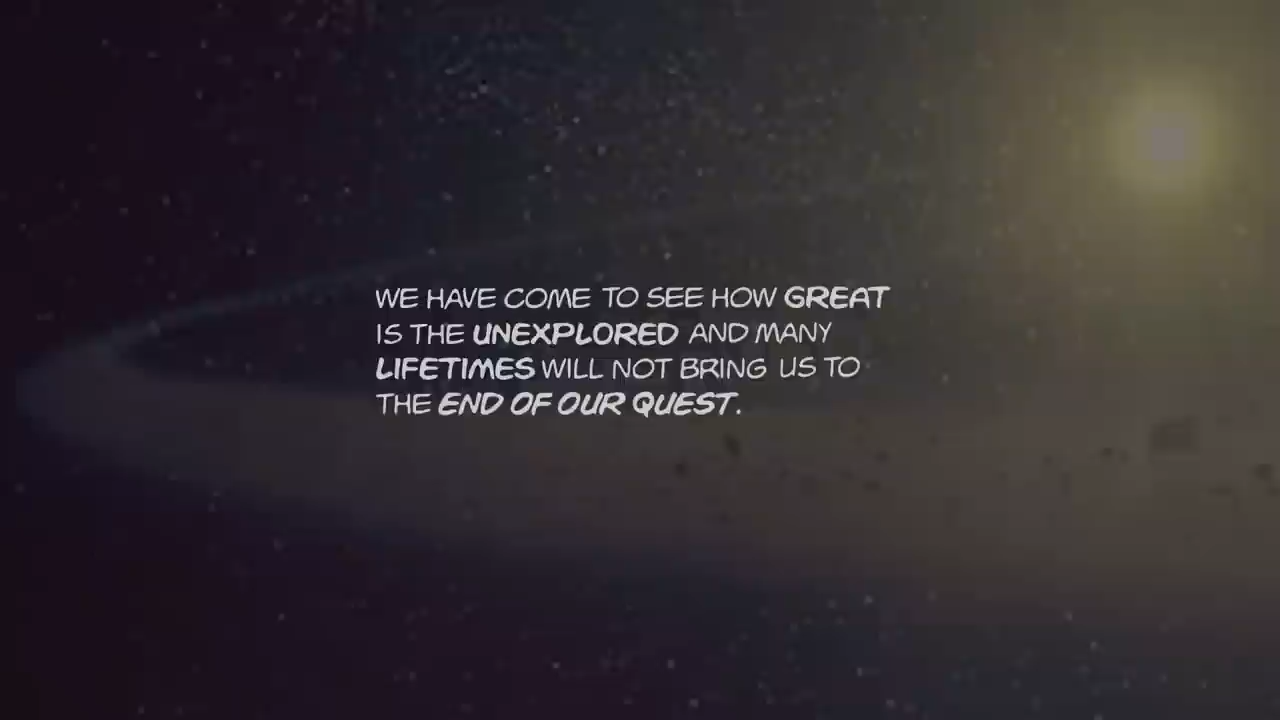 WE HAVE COME TO SEE HOW GREAT
IS THE UNEXPLORED AND MANY
LIFETIMES WILL NOT BRING US TO
THE END OF OUR QUEST.